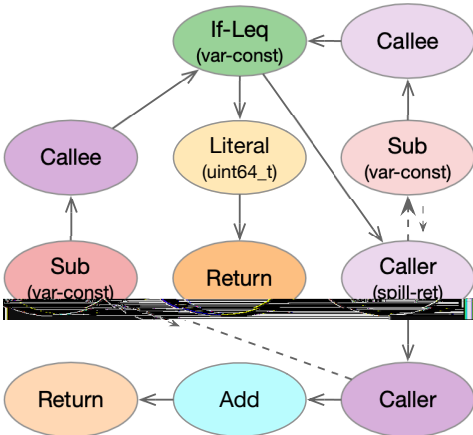 If-Leq
(var-const)
Callee
Callee
Literal
(uint64_t)
Sub
(var-const)
Sub
(var-const)
Return
Caller
(spill-ret)
Return
Add
Caller